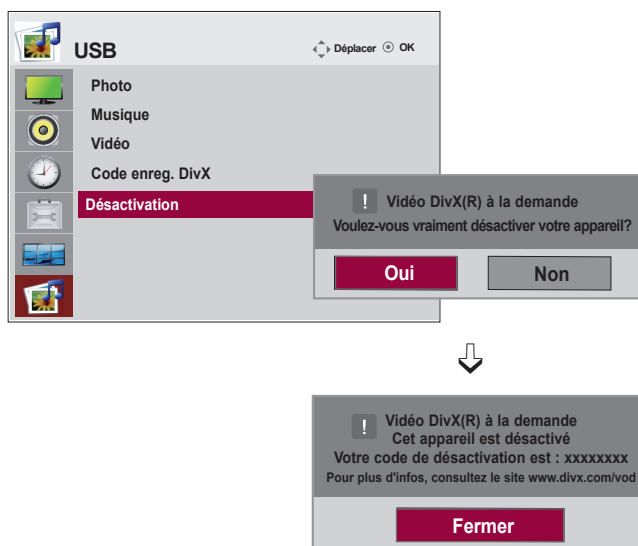 USB
Déplacer OK
Photo
Musique
Vidéo
Code enreg. DivX
Désactivation
! Vidéo DivX(R) à la demande
Voulez-vous vraiment désactiver votre appareil?
Oui Non
! Vidéo DivX(R) à la demande
Cet appareil est désactivé
Votre code de désactivation est : xxxxxxxx
Pour plus d'infos, consultez le site www.divx.com/vod
Fermer